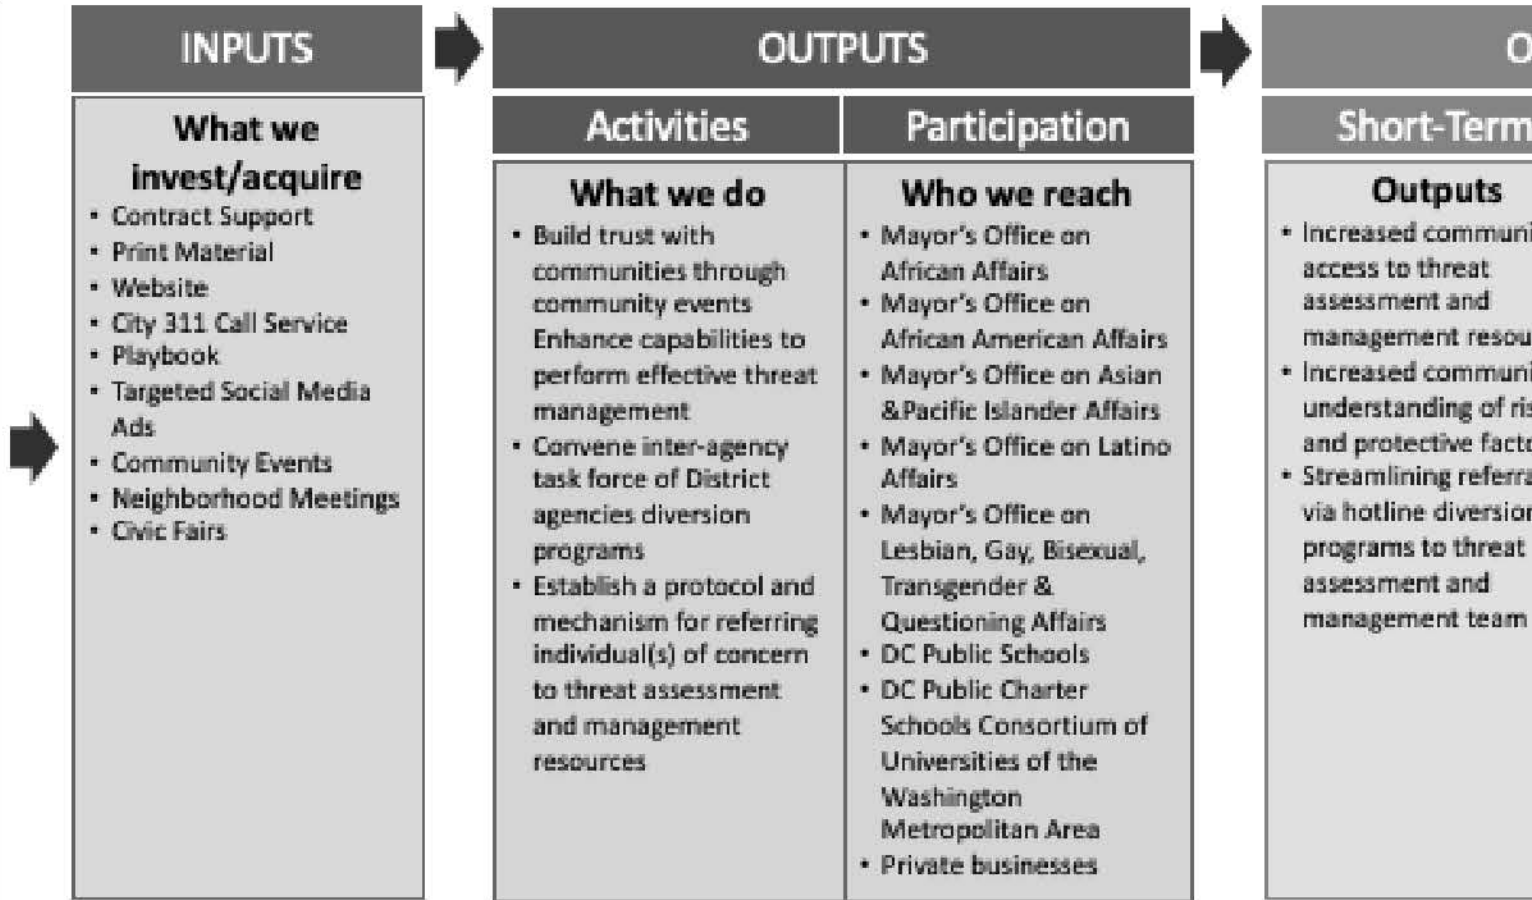 INPUTS
What we
invest/acquire
• Contract Support
• Print Material
• Website
• City 311 Call Service
• Playbook
• Targeted Social Media
Ads
• Community Events
• Neighborhood Meetings
• Civic Fairs
OUTPUTS
Activities
What we do
• Build trust with
communities through
community events
Enhance capabilities to
perform effective threat
management
• Convene inter-agency
task force of District
agencies diversion
programs
• Establish a protocol and
mechanism for referring
individual(s) of concern
to threat assessment
and management
resources
Participation
Who we reach
• Mayor's Office on
African Affairs
• Mayor's Office on
African American Affairs
• Mayor's Office on Asian
&Pacific Islander Affairs
• Mayor's Office on Latino
Affairs
• Mayor's Office on
Lesbian, Gay, Bisexual,
Transgender &
Questioning Affairs
• DC Public Schools
• DC Public Charter
Schools Consortium of
Universities of the
Washington
Metropolitan Area
• Private businesses
O
Short-Term
Outputs
• Increased communi
access to threat
assessment and
management resou
• Increased communi
understanding of ris
and protective facto
• Streamlining referra
via hotline diversion
programs to threat
assessment and
management team